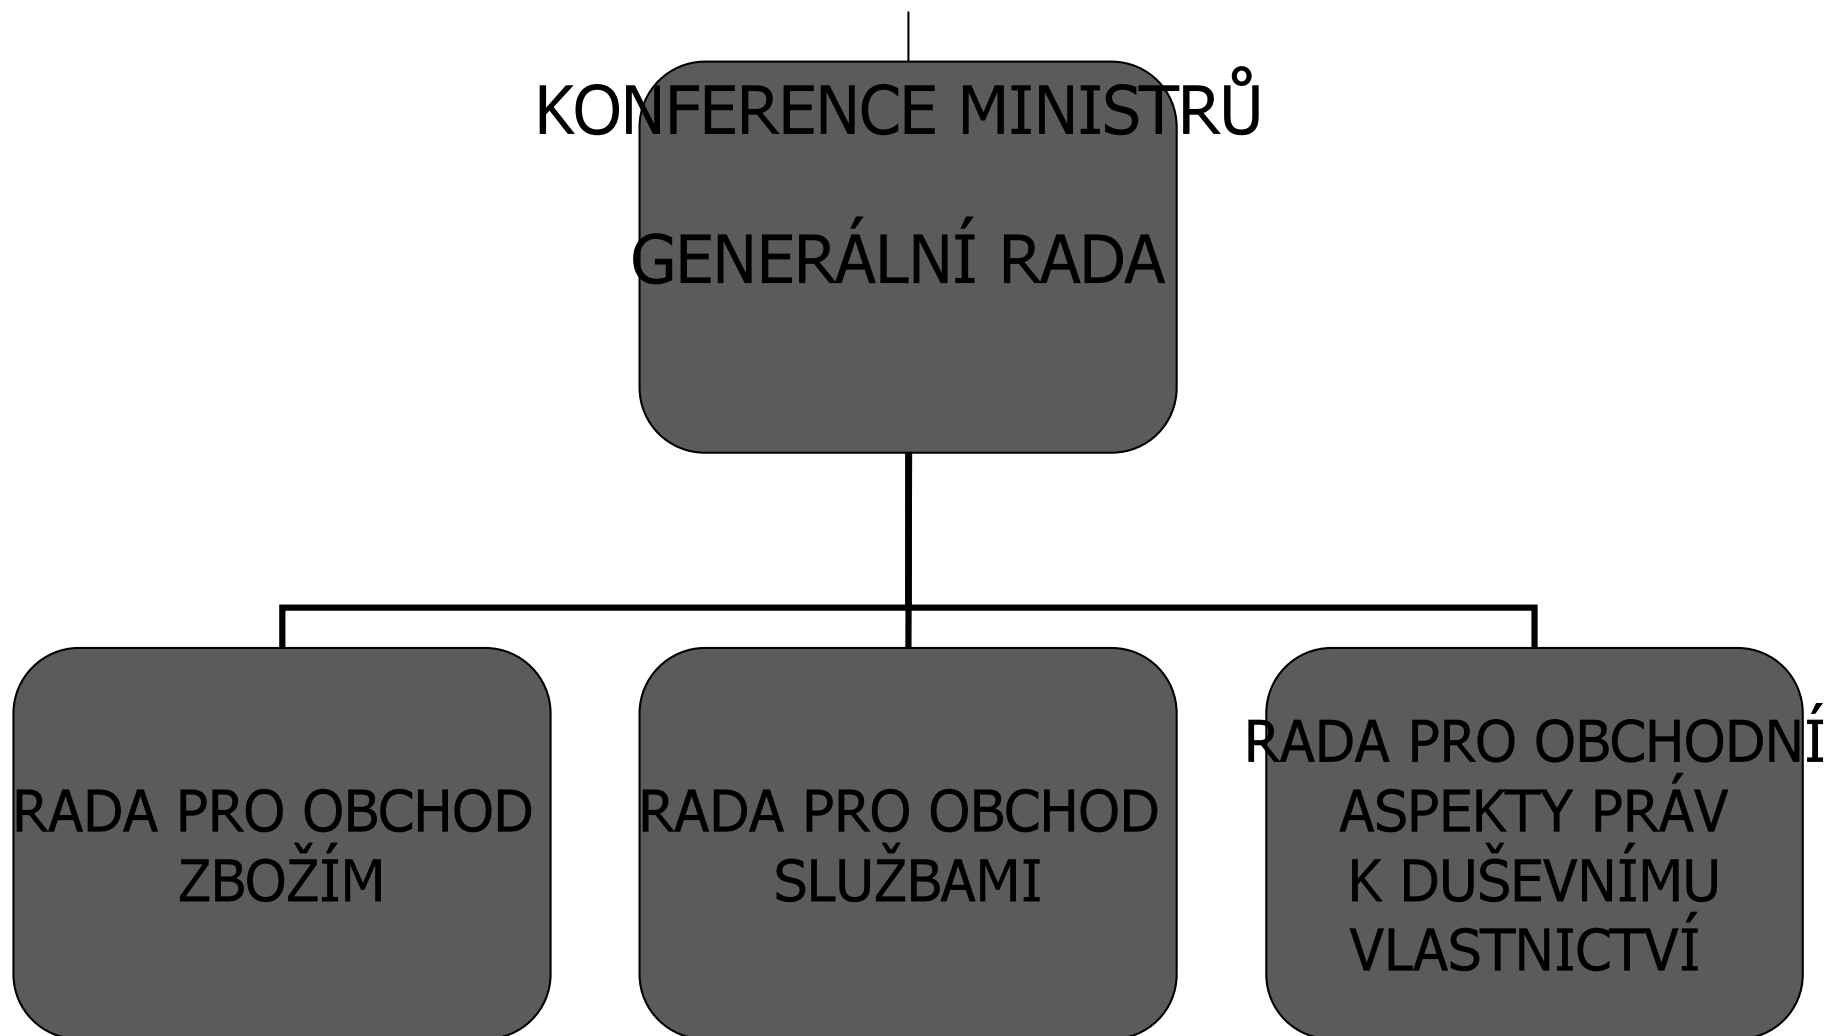 KONFERENCE MINISTRŮ
GENERÁLNÍ RADA
RADA PRO OBCHOD
ZBOŽÍM
RADA PRO OBCHOD
SLUŽBAMI
RADA PRO OBCHODNÍ
ASPEKTY PRÁV
K DUŠEVNÍMU
VLASTNICTVÍ